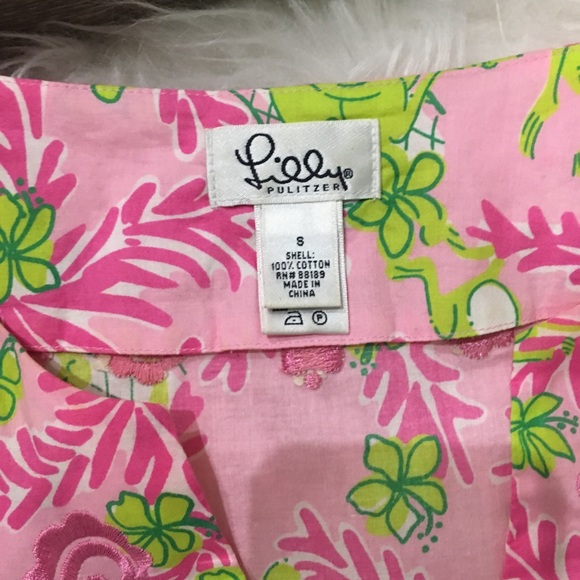 Lilly®
PULITZER
S
SHELL:
100% COTTON
RN# 88189
MADE IN
CHINA
P